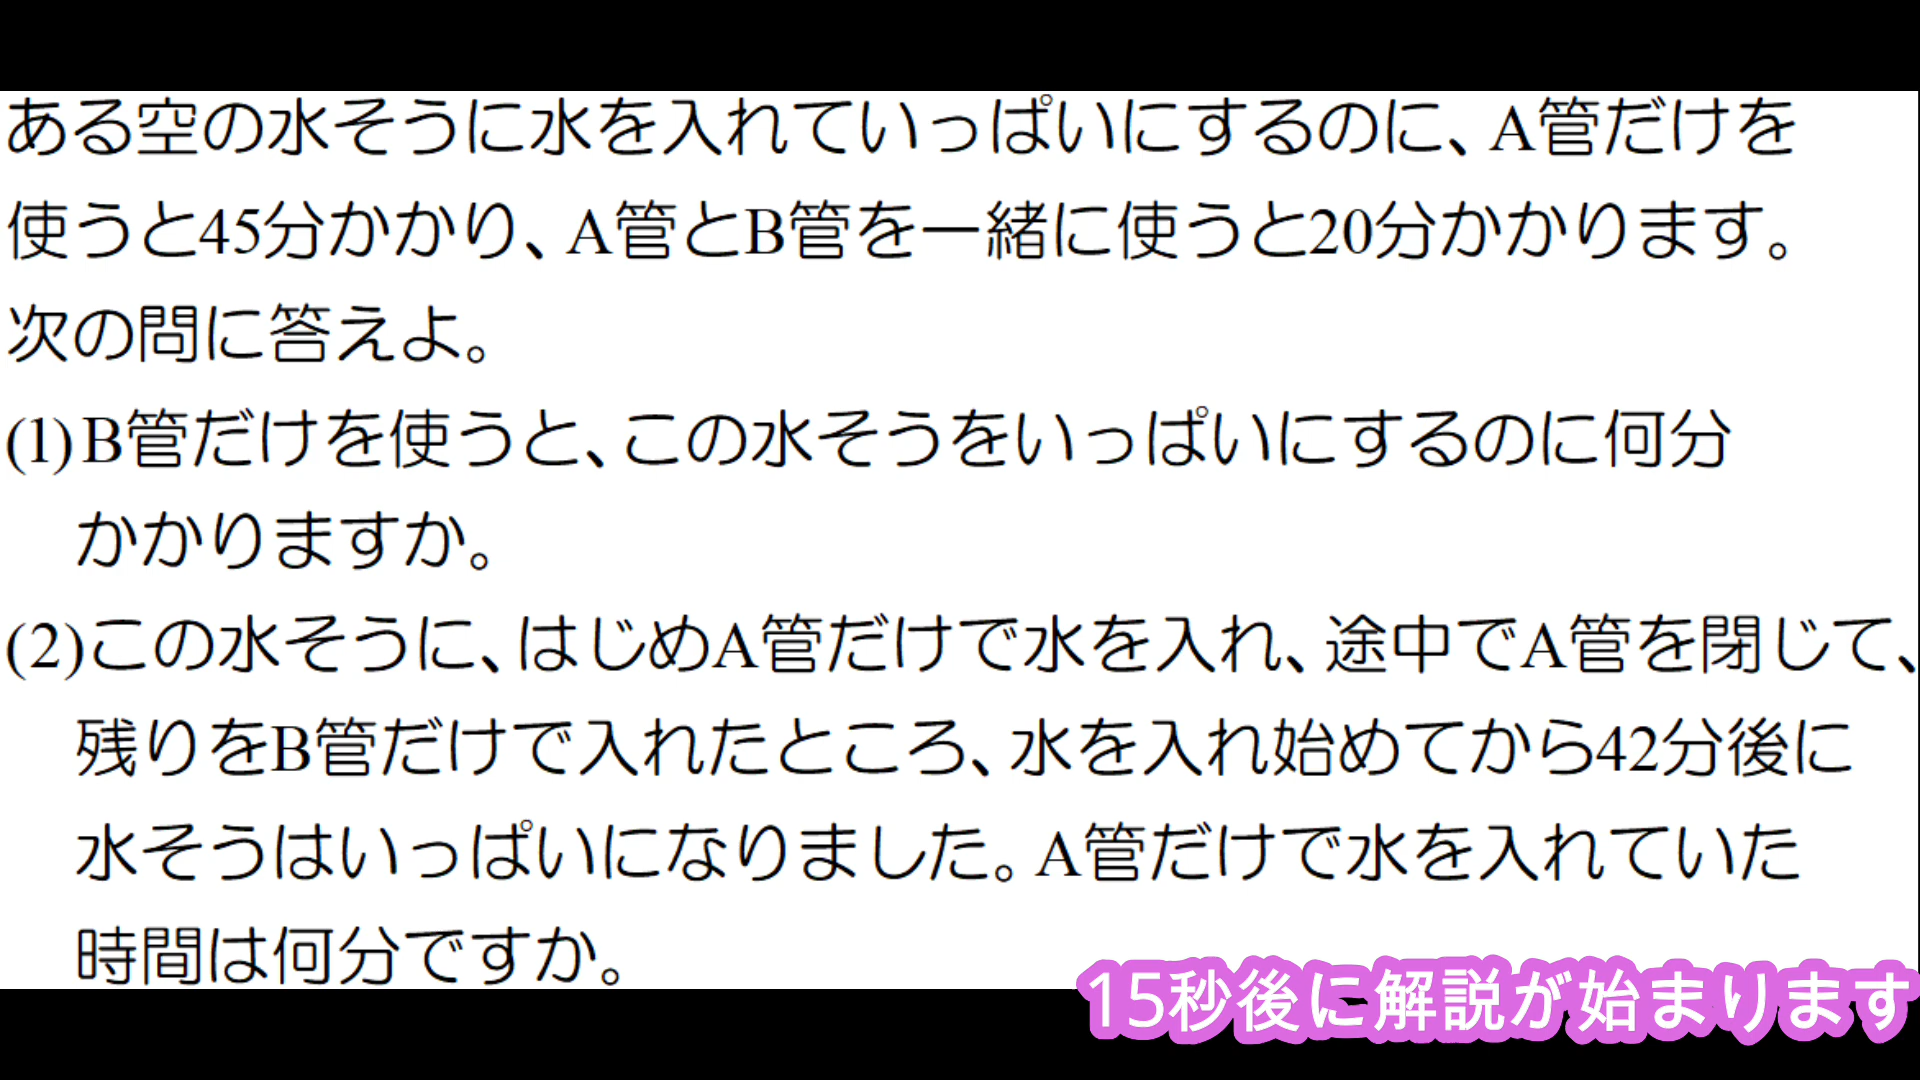 ある空の水そうに水を入れていっぱいにするのに、A管だけを
使うと45分かかり、A管とB管を一緒に使うと20分かかります。
次の問に答えよ。
(1)B管だけを使うと、この水そうをいっぱいにするのに何分
かかりますか。
(2)この水そうに、はじめA管だけで水を入れ、途中でA管を閉じて、
残りをB管だけで入れたところ、水を入れ始めてから42分後に
水そうはいっぱいになりました。A管だけで水を入れていた
時間は何分ですか。
15秒後に解説が始まります